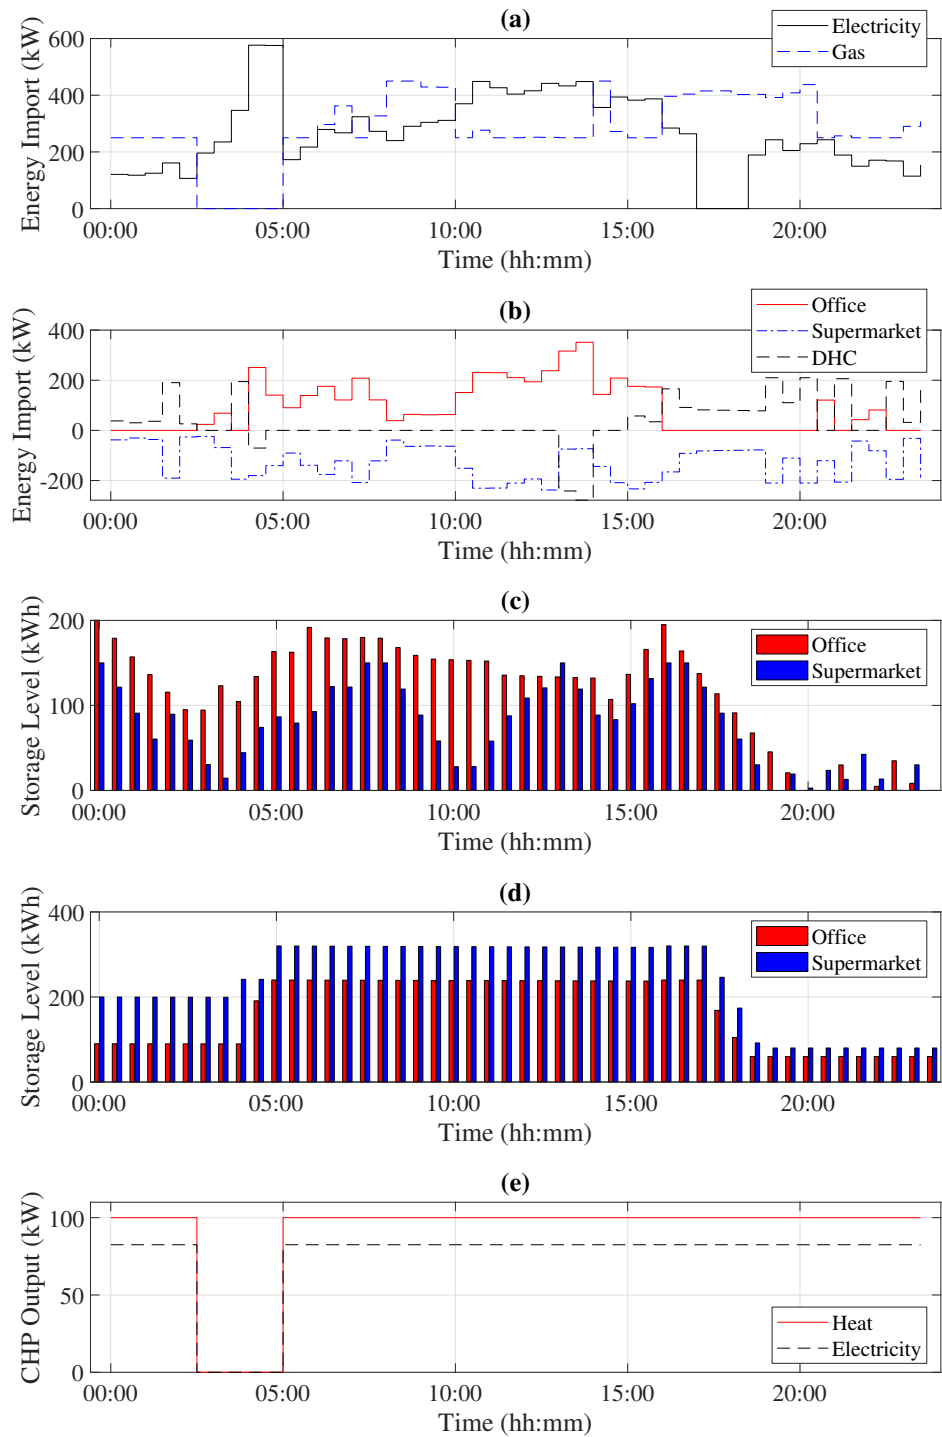 (a)
Energy Import (kW)
600
400
200
0
Electricity
Gas
00:00 05:00 10:00 15:00 20:00
Time (hh:mm)
(b)
Energy Import (kW)
400
200
0
-200
Office
Supermarket
DHC
00:00 05:00 10:00 15:00 20:00
Time (hh:mm)
(c)
Storage Level (kWh)
200
100
0
Office
Supermarket
00:00 05:00 10:00 15:00 20:00
Time (hh:mm)
(d)
Storage Level (kWh)
400
200
0
Office
Supermarket
00:00 05:00 10:00 15:00 20:00
Time (hh:mm)
(e)
CHP Output (kW)
100
50
0
Heat
Electricity
00:00 05:00 10:00 15:00 20:00
Time (hh:mm)